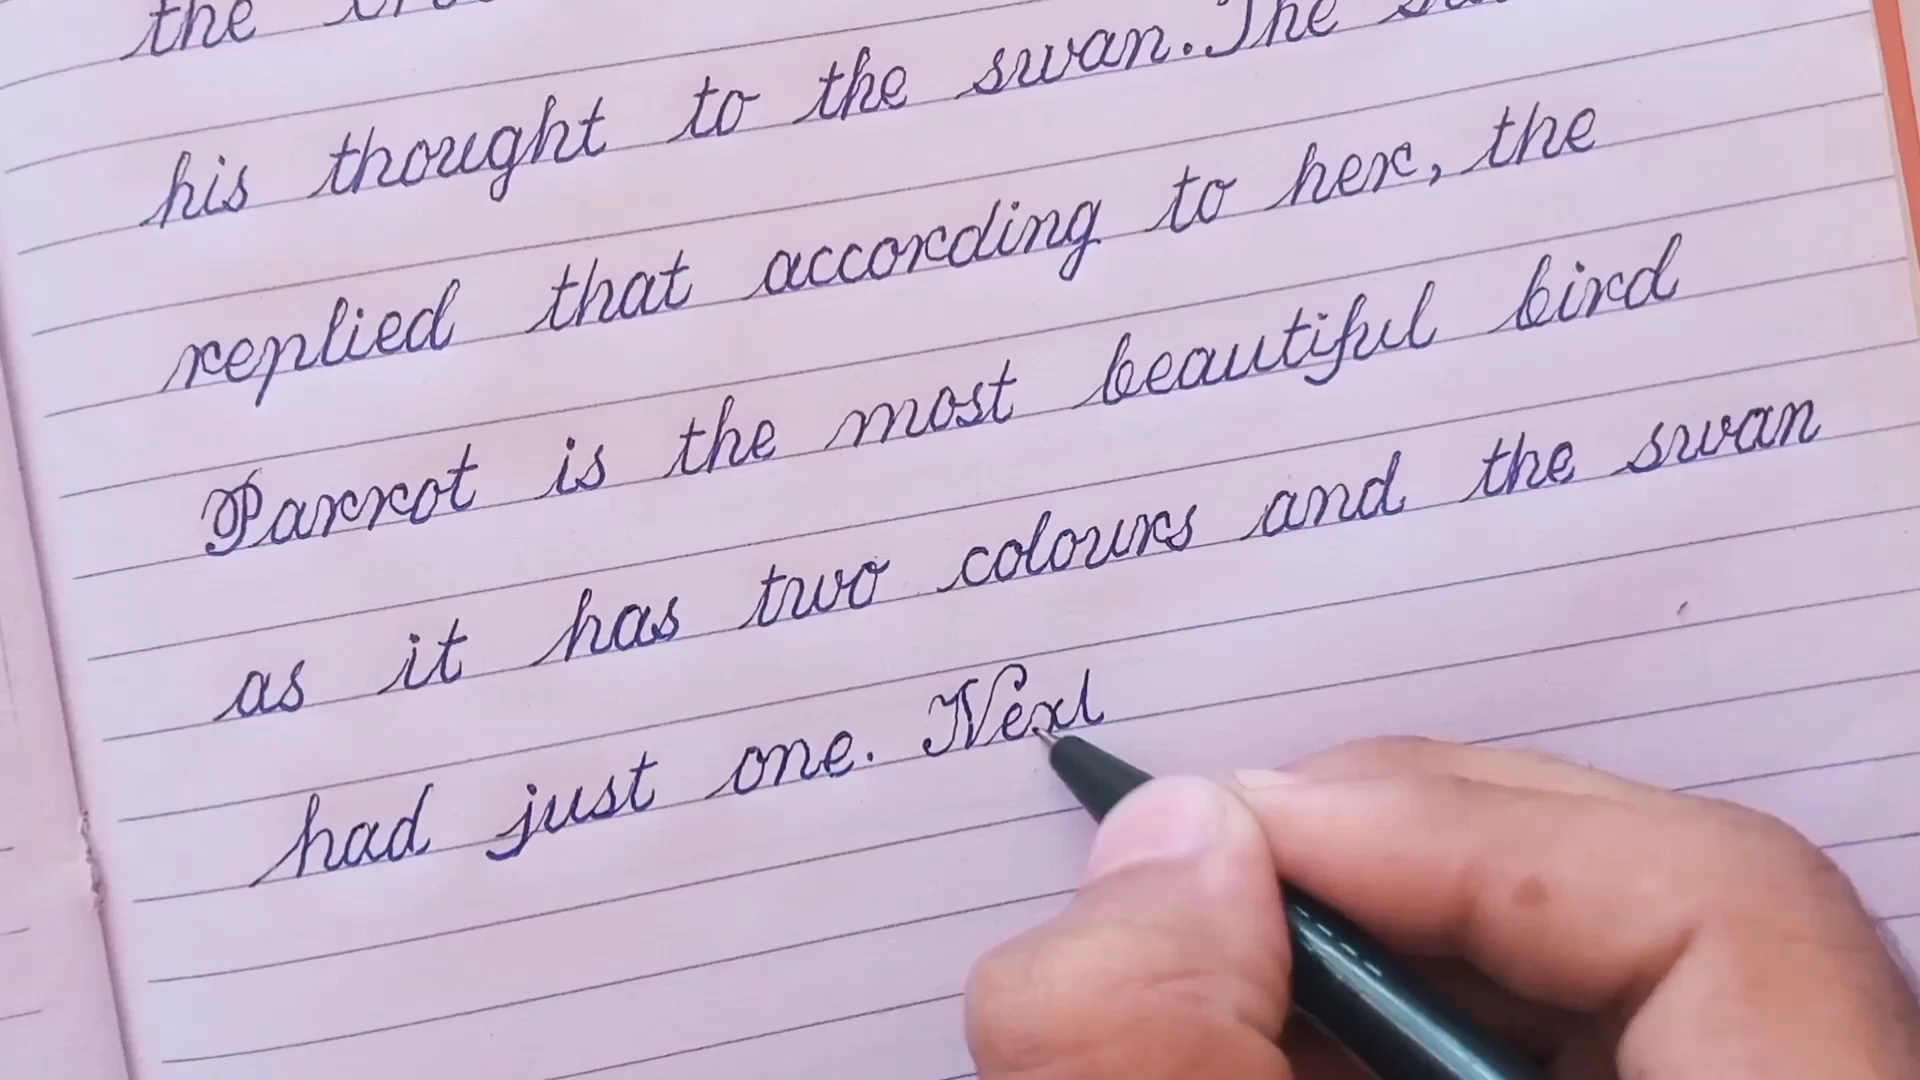 the
his thought to the swan. The
replied that according to her, the
Parrot is the most beautiful bird
as it has two colours and the swan
had just one. Next